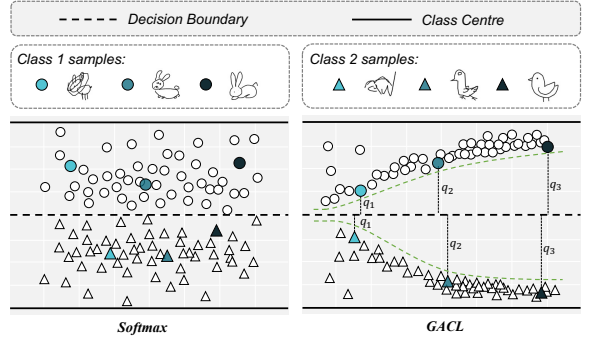 Decision Boundary
Class Centre
Class 1 samples:
Class 2 samples:
q₁
q₂
q₃
q₁
q₂
q₃
Softmax
GACL